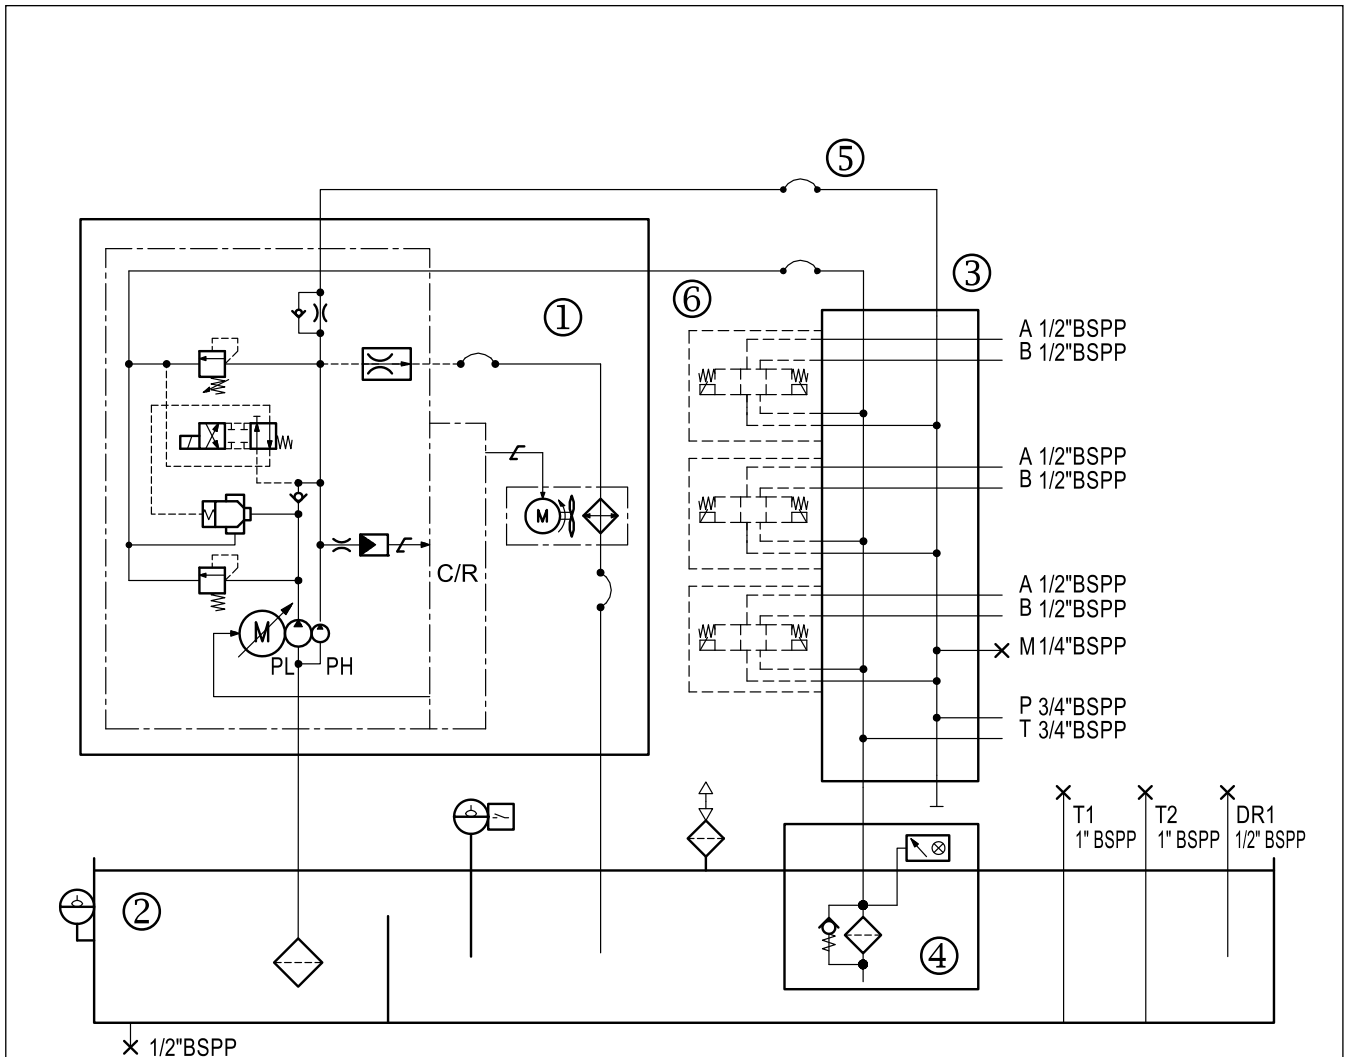 ⑤
③
⑥
①
A 1/2"BSPP
B 1/2"BSPP
A 1/2"BSPP
B 1/2"BSPP
M
C/R
A 1/2"BSPP
B 1/2"BSPP
M
PL PH
M 1/4"BSPP
P 3/4"BSPP
T 3/4"BSPP
T1
1" BSPP
T2
1" BSPP
DR1
1/2" BSPP
②
④
1/2"BSPP